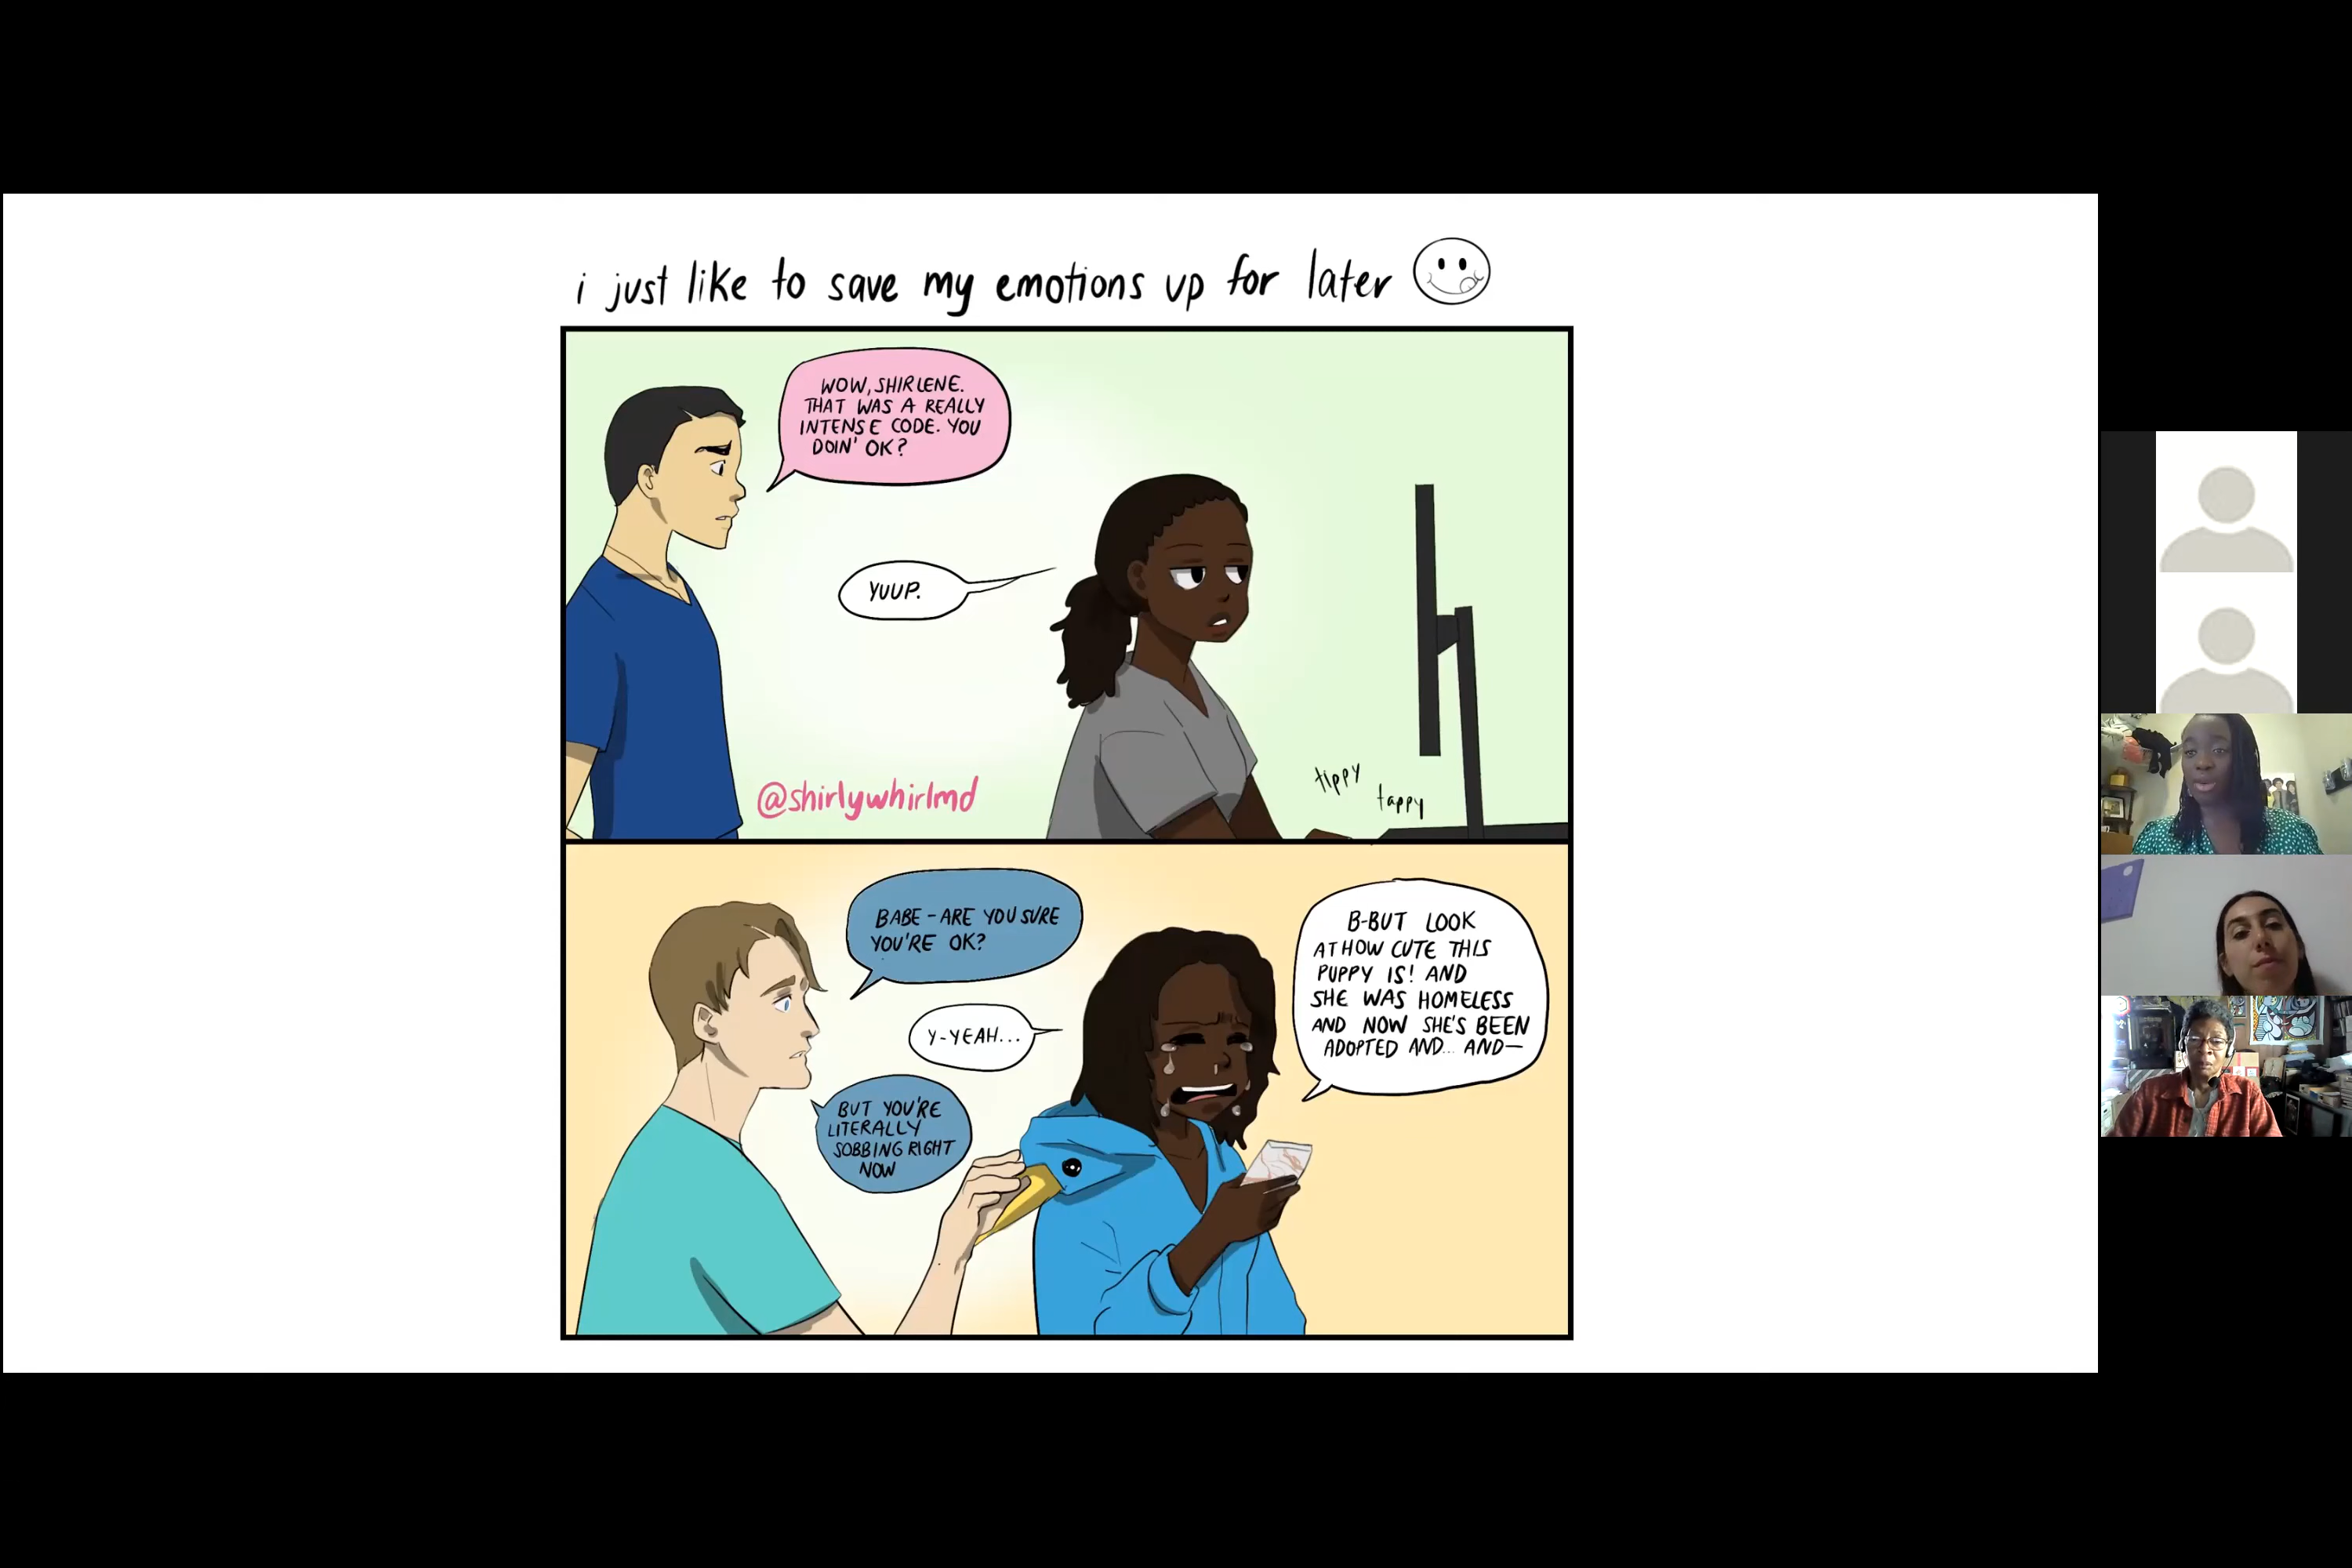 i just like to save my emotions up for later
WOW, SHIRLENE.
THAT WAS A REALLY
INTENSE CODE. YOU
DOIN' OK?
YUUP.
@shirlywhirlmd
tippy
tappy
BABE - ARE YOU SURE
YOU'RE OK?
Y-YEAH...
BUT YOU'RE
LITERALLY
SOBBING RIGHT
NOW
B-BUT LOOK
AT HOW CUTE THIS
PUPPY IS! AND
SHE WAS HOMELESS
AND NOW SHE'S BEEN
ADOPTED AND... AND—